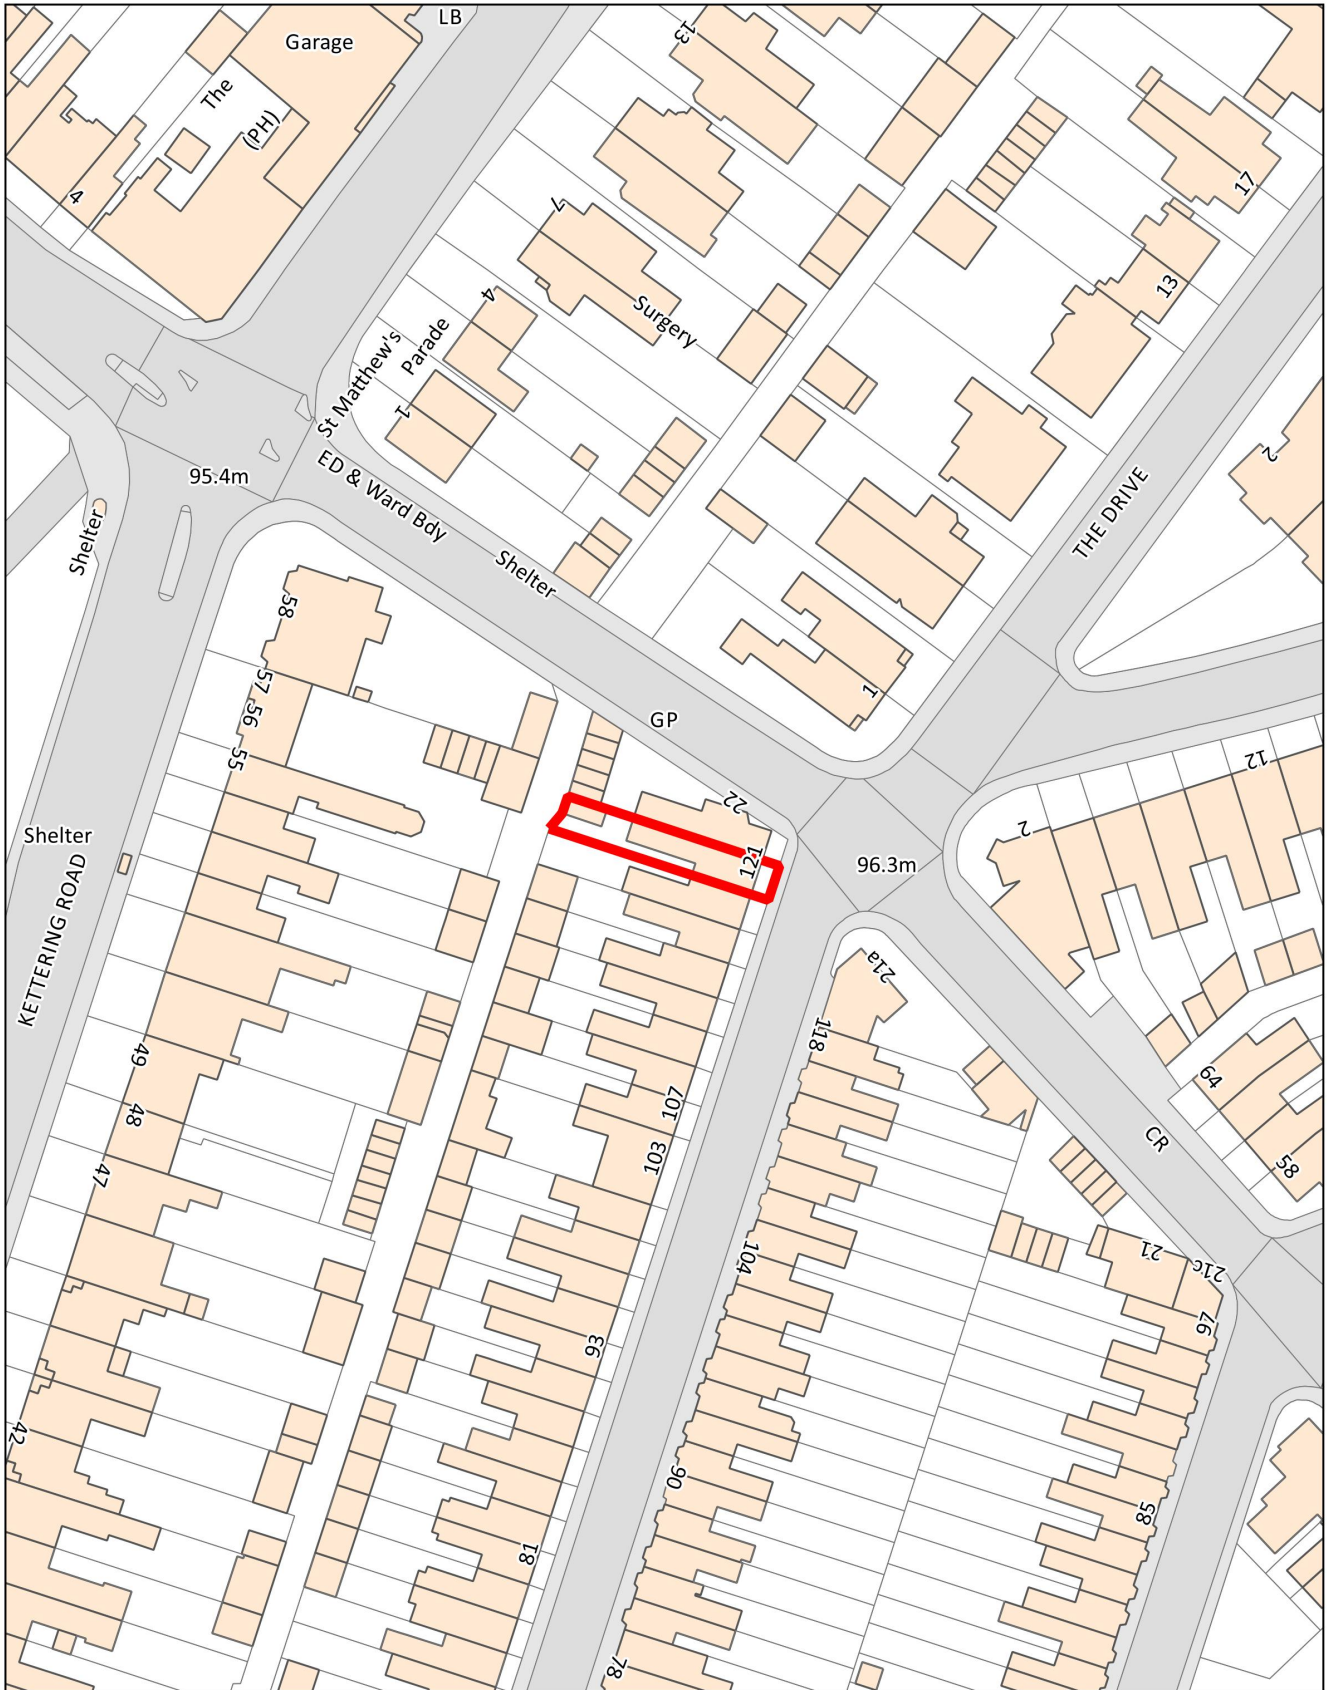 LB
Garage
The
(PH)
13
4
17
7
13
4
Surgery
St Matthew's
Parade
1
2
95.4m
ED & Ward Bdy
THE DRIVE
Shelter
Shelter
58
57
56
1
GP
55
12
22
2
Shelter
121
96.3m
KETTERING ROAD
21a
118
49
64
107
48
CR
103
58
47
104
21
21c
97
93
42
90
85
81
78